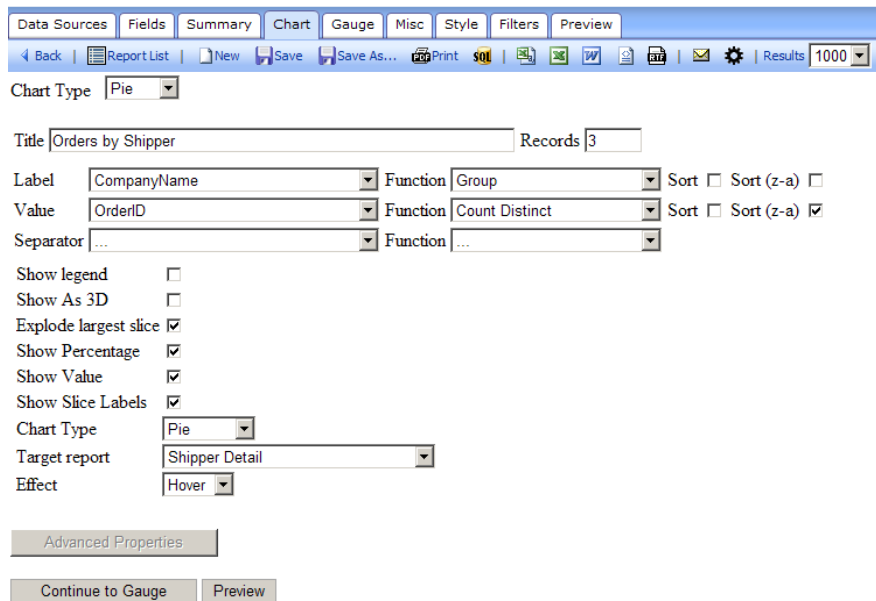 Data Sources Fields Summary Chart Gauge Misc Style Filters Preview
Back | Report List | New Save Save As... PDF Print SQL | RTF | Results 1000
Chart Type Pie
Title Orders by Shipper Records 3
Label CompanyName Function Group Sort Sort (z-a)
Value OrderID Function Count Distinct Sort Sort (z-a)
Separator ... Function ...
Show legend
Show As 3D
Explode largest slice
Show Percentage
Show Value
Show Slice Labels
Chart Type Pie
Target report Shipper Detail
Effect Hover
Advanced Properties
Continue to Gauge Preview